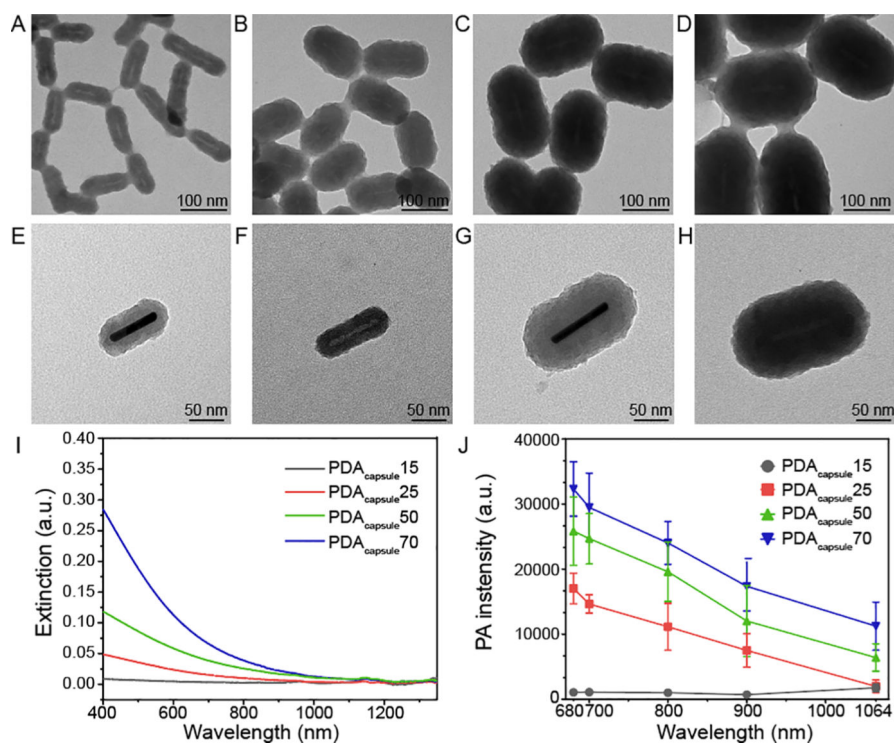 A
B
C
D
100 nm
100 nm
100 nm
100 nm
E
F
G
H
50 nm
50 nm
50 nm
50 nm
I
0.40
0.35
0.30
0.25
0.20
0.15
0.10
0.05
0.00
Extinction (a.u.)
PDAcapsule15
PDAcapsule25
PDAcapsule50
PDAcapsule70
400
600
800
1000
1200
Wavelength (nm)
J
40000
30000
20000
10000
0
PA instensity (a.u.)
PDAcapsule15
PDAcapsule25
PDAcapsule50
PDAcapsule70
680
700
800
900
1000
1064
Wavelength (nm)